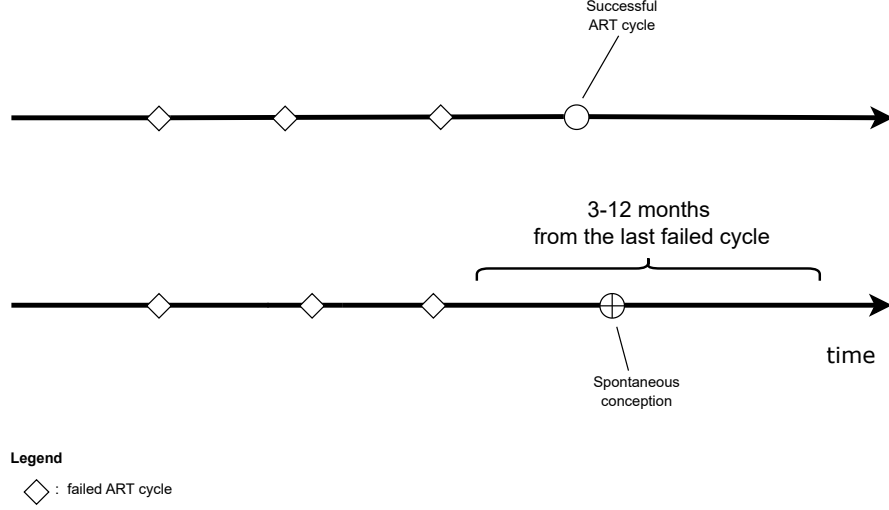 Successful
ART cycle
3-12 months
from the last failed cycle
time
Spontaneous
conception
Legend
: failed ART cycle